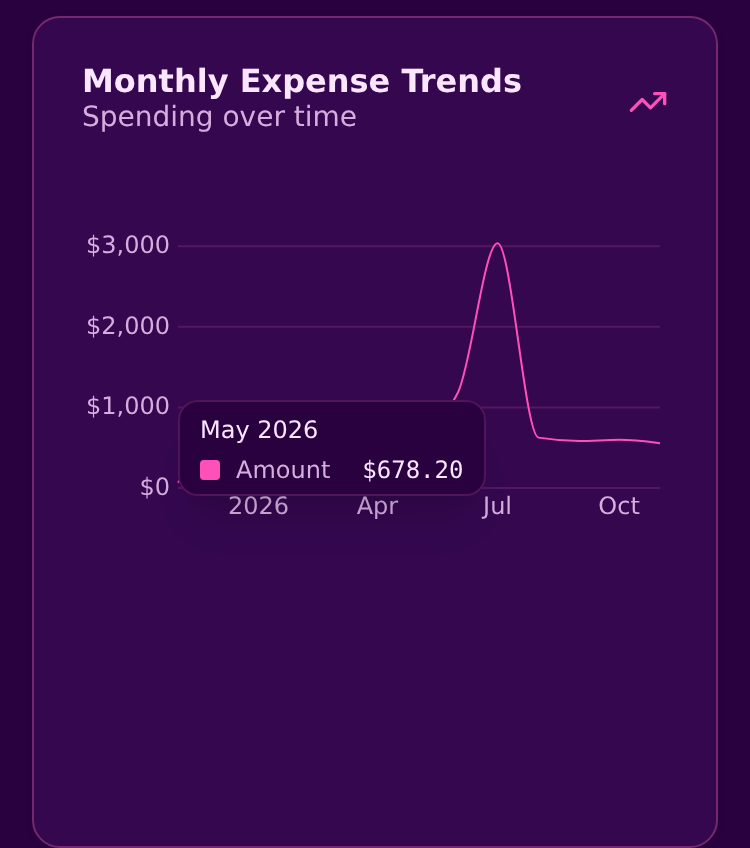 Monthly Expense Trends
Spending over time
$3,000
$2,000
$1,000
$0
May 2026
Amount $678.20
2026 Apr Jul Oct